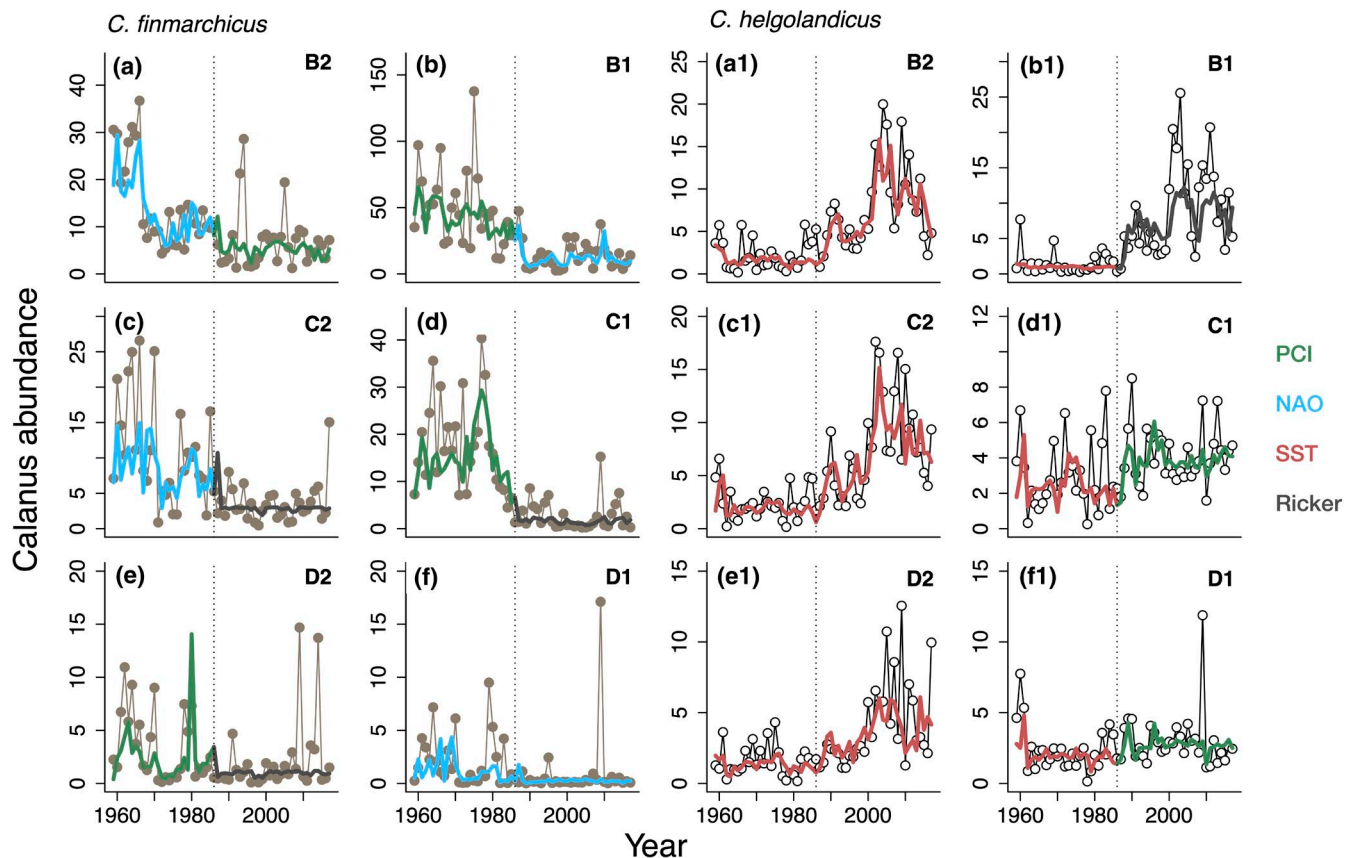 C. finmarchicus
C. helgolandicus
(a) B2
0 10 20 30 40
(b) B1
0 50 100 150
(a1) B2
0 5 10 15 20 25
(b1) B1
0 5 15 25
(c) C2
0 5 15 25
(d) C1
0 10 20 30 40
(c1) C2
0 5 10 15 20
(d1) C1
0 2 4 6 8 12
PCI
NAO
SST
Ricker
(e) D2
0 5 10 15 20
(f) D1
0 5 10 15 20
(e1) D2
0 5 10 15
(f1) D1
0 5 10 15
1960 1980 2000
1960 1980 2000
1960 1980 2000
1960 1980 2000
Calanus abundance
Year